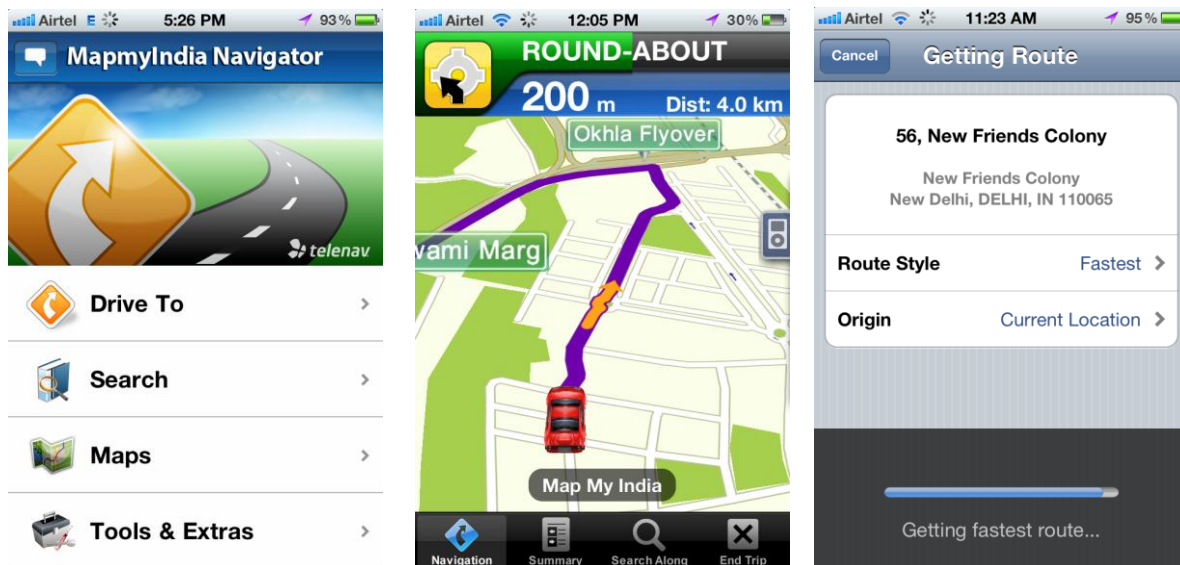 Airtel E 5:26 PM 93%
MapmyIndia Navigator
telenav
Drive To
Search
Maps
Tools & Extras
Airtel 12:05 PM 30%
ROUND-ABOUT
200 m Dist: 4.0 km
Okhla Flyover
vami Marg
Map My India
Navigation Summary Search Along End Trip
Airtel 11:23 AM 95%
Cancel Getting Route
56, New Friends Colony
New Friends Colony
New Delhi, DELHI, IN 110065
Route Style Fastest
Origin Current Location
Getting fastest route...